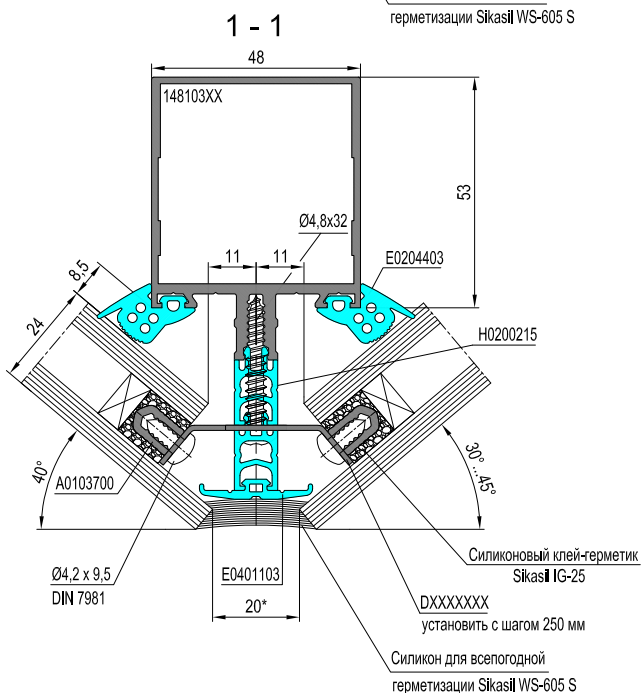 герметизации Sikasil WS-605 S
1 - 1
48
148103XX
53
Ø4,8x32
11
11
E0204403
8,5
24
H0200215
40°
A0103700
30°...45°
Ø4,2 x 9,5
DIN 7981
E0401103
20*
Силиконовый клей-герметик
Sikasil IG-25
DXXXXXXX
установить с шагом 250 мм
Силикон для всепогодной
герметизации Sikasil WS-605 S